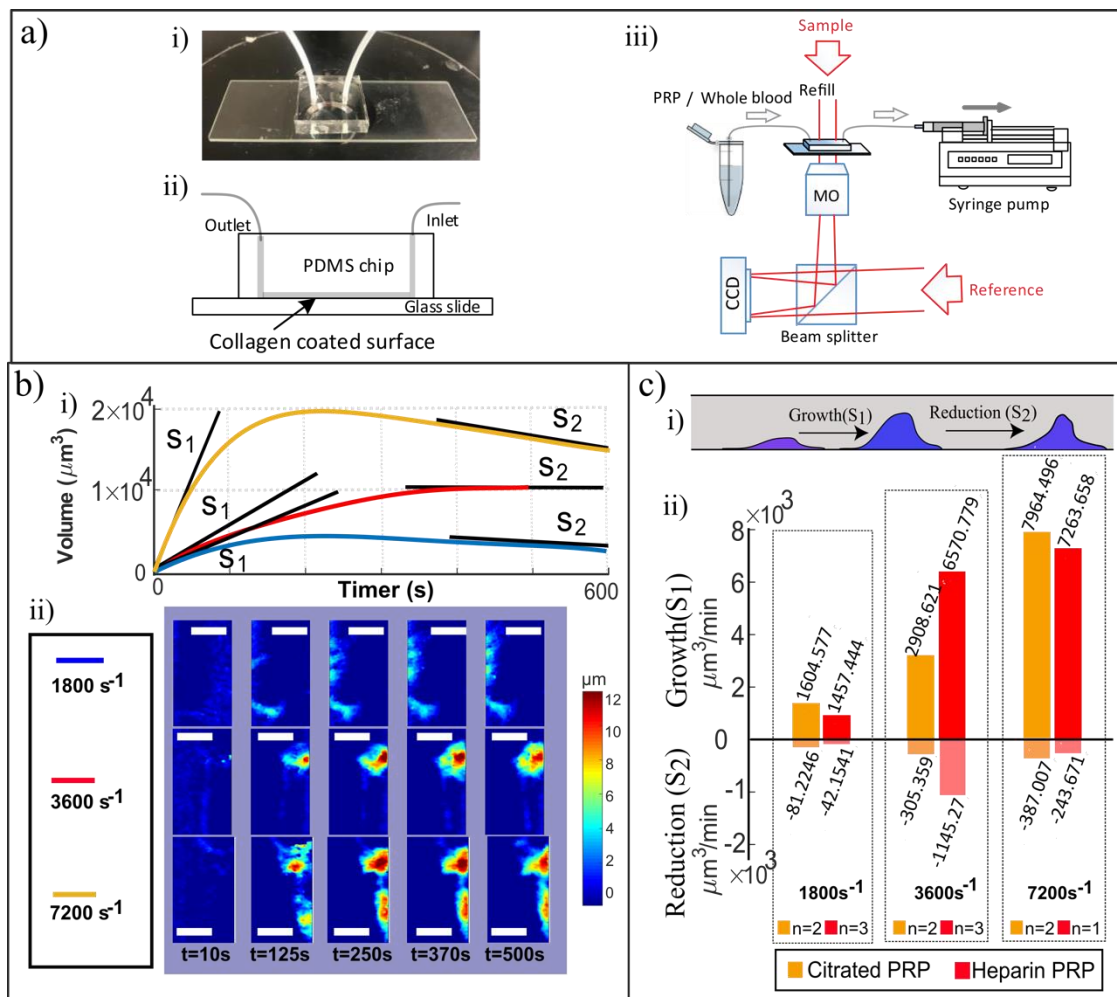 a)
i)
ii)
Outlet
Inlet
PDMS chip
Glass slide
Collagen coated surface
iii)
Sample
Refill
PRP / Whole blood
MO
Syringe pump
CCD
Reference
Beam splitter
b)
i)
2×10⁴
1×10⁴
0
Volume (μm³)
S₁
S₁
S₁
S₂
S₂
S₂
0
Timer (s)
600
ii)
1800 s⁻¹
3600 s⁻¹
7200 s⁻¹
t=10s
t=125s
t=250s
t=370s
t=500s
μm
12
10
8
6
4
2
0
c)
i)
Growth(S₁)
Reduction (S₂)
ii)
×10³
8
6
4
2
0
-1
-2
×10³
Growth(S1)
μm³/min
Reduction (S2)
μm³/min
1604.577
1457.444
2908.621
6570.779
7964.496
7263.658
-81.2246
-42.1541
-305.359
-1145.27
-387.007
-243.671
1800s⁻¹
3600s⁻¹
7200s⁻¹
n=2 n=3
n=2 n=3
n=2 n=1
Citrated PRP
Heparin PRP